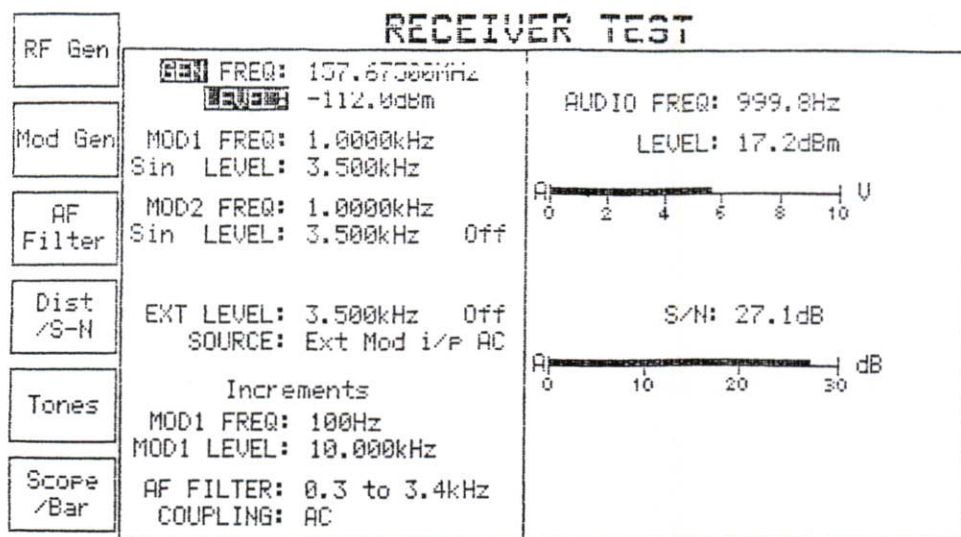 RECEIVER TEST
RF Gen
Mod Gen
AF
Filter
Dist
/S-N
Tones
Scope
/Bar
GEN FREQ: 157.67500MHz
LEVEL: -112.0dBm
MOD1 FREQ: 1.0000kHz
Sin LEVEL: 3.500kHz
MOD2 FREQ: 1.0000kHz
Sin LEVEL: 3.500kHz Off
EXT LEVEL: 3.500kHz Off
SOURCE: Ext Mod i/p AC
Increments
MOD1 FREQ: 100Hz
MOD1 LEVEL: 10.000kHz
AF FILTER: 0.3 to 3.4kHz
COUPLING: AC
AUDIO FREQ: 999.8Hz
LEVEL: 17.2dBm
A V
0 2 4 6 8 10
S/N: 27.1dB
A dB
0 10 20 30